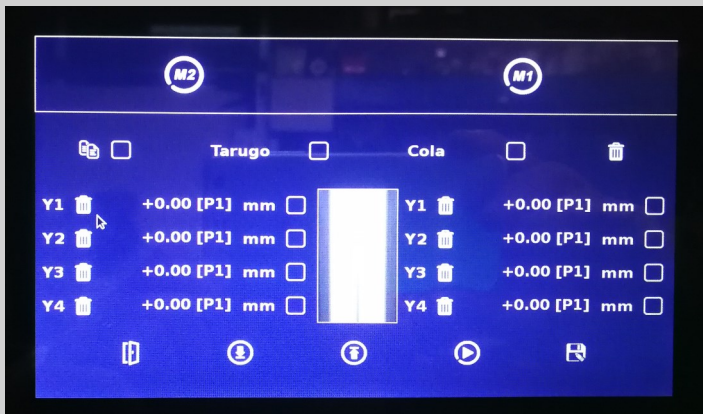 M2 M1
Tarugo Cola
Y1 +0.00 [P1] mm Y1 +0.00 [P1] mm
Y2 +0.00 [P1] mm Y2 +0.00 [P1] mm
Y3 +0.00 [P1] mm Y3 +0.00 [P1] mm
Y4 +0.00 [P1] mm Y4 +0.00 [P1] mm